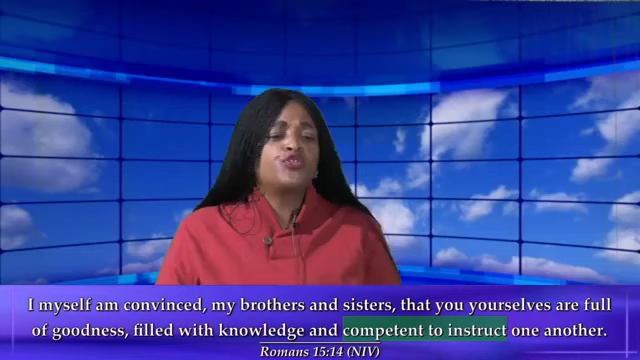 I myself am convinced, my brothers and sisters, that you yourselves are full
of goodness, filled with knowledge and competent to instruct one another.
Romans 15:14 (NIV)